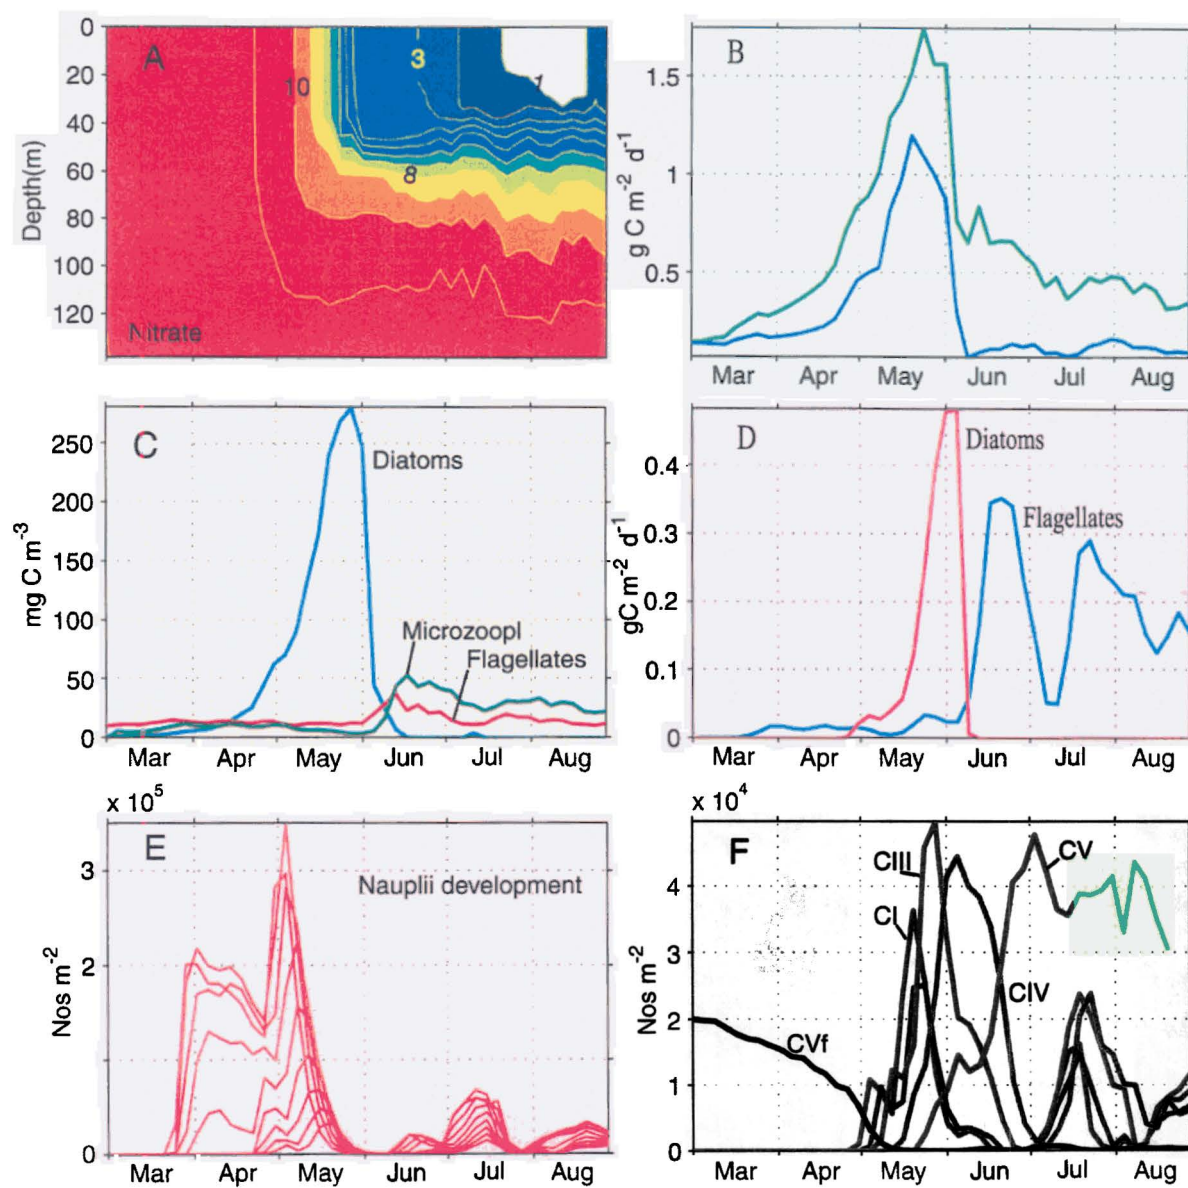 A
Nitrate
Depth(m)
0
20
40
60
80
100
120
10
3
1
8
B
g C m-2 d-1
1.5
1
0.5
Mar Apr May Jun Jul Aug
C
mg C m-3
250
200
150
100
50
0
Diatoms
Microzoopl
Flagellates
Mar Apr May Jun Jul Aug
D
gC m-2 d-1
0.4
0.3
0.2
0.1
0
Diatoms
Flagellates
Mar Apr May Jun Jul Aug
x 10^5
E
Nauplii development
Nos m-2
3
2
0
Mar Apr May Jun Jul Aug
x 10^4
F
Nos m-2
4
3
2
1
0
CIII
CI
CV
CIV
CVf
Mar Apr May Jun Jul Aug